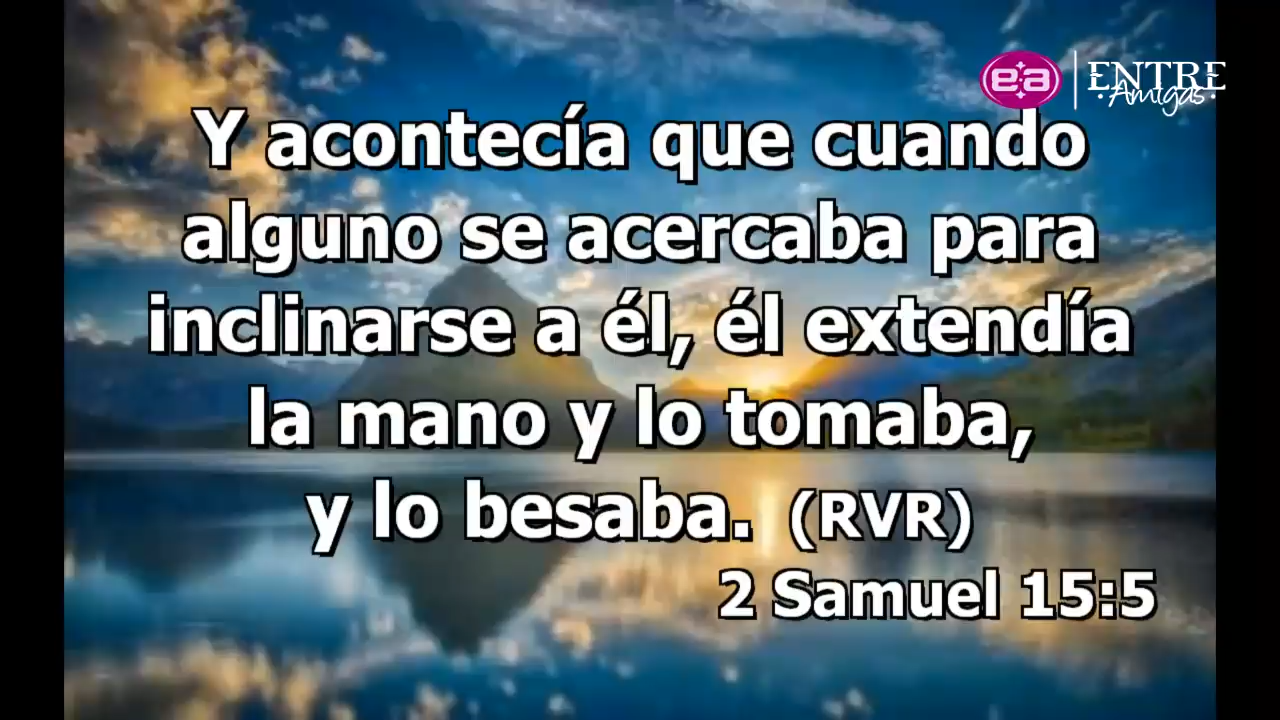 ea
ENTRE
Amigas
Y acontecía que cuando
alguno se acercaba para
inclinarse a él, él extendía
la mano y lo tomaba,
y lo besaba. (RVR)
2 Samuel 15:5